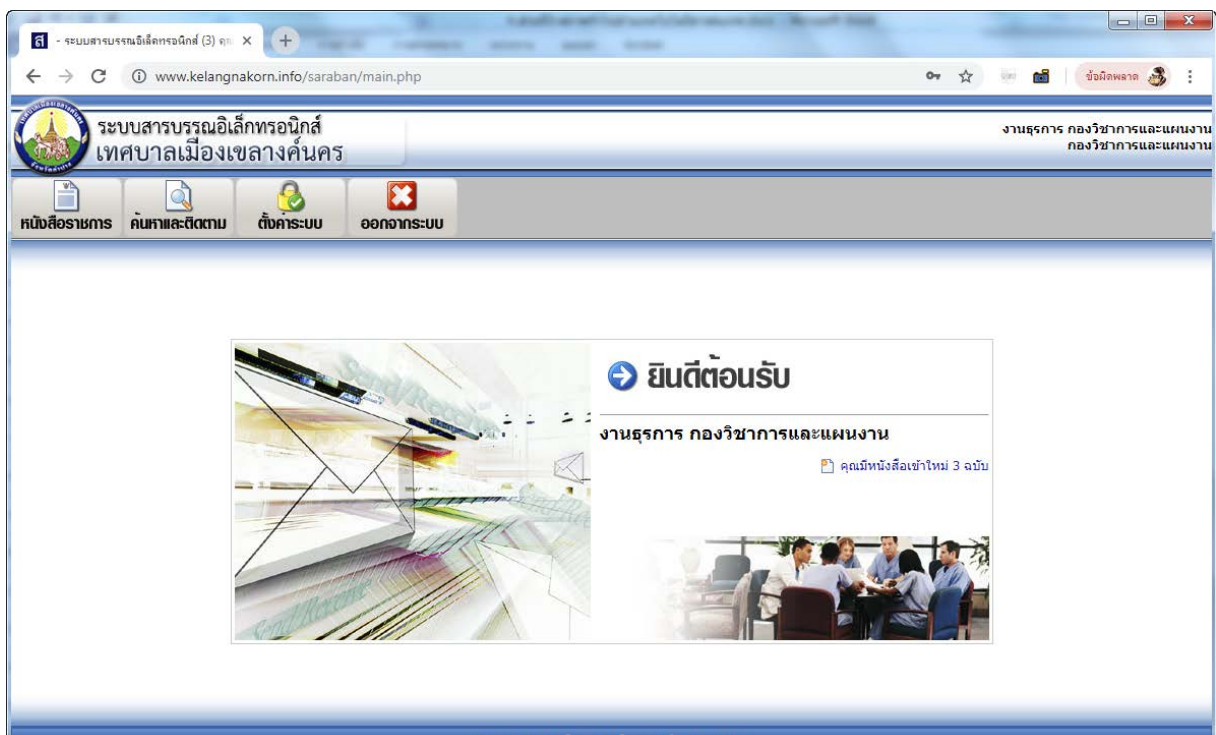 ส - ระบบสารบรรณอิเล็กทรอนิกส์ (3)
www.kelangnakorn.info/saraban/main.php
ข้อผิดพลาด
ระบบสารบรรณอิเล็กทรอนิกส์
เทศบาลเมืองเขลางค์นคร
งานธุรการ กองวิชาการและแผนงาน
กองวิชาการและแผนงาน
หนังสือราชการ
ค้นหาและติดตาม
ตั้งค่าระบบ
ออกจากระบบ
ยินดีต้อนรับ
งานธุรการ กองวิชาการและแผนงาน
คุณมีหนังสือเข้าใหม่ 3 ฉบับ